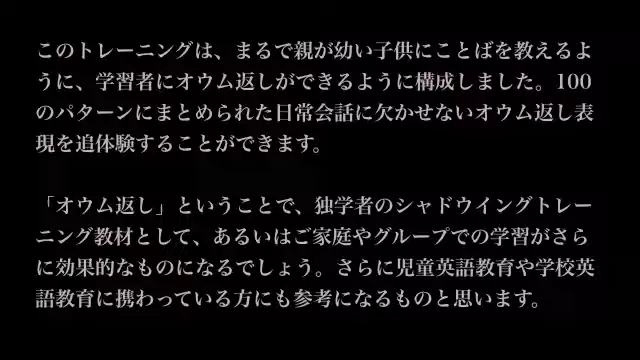 このトレーニングは、まるで親が幼い子供にことばを教えるよ
うに、学習者にオウム返しができるように構成しました。100
のパターンにまとめられた日常会話に欠かせないオウム返し表
現を追体験することができます。
「オウム返し」ということで、独学者のシャドウイングトレー
ニング教材として、あるいはご家庭やグループでの学習がさら
に効果的なものになるでしょう。さらに児童英語教育や学校英
語教育に携わっている方にも参考になるものと思います。